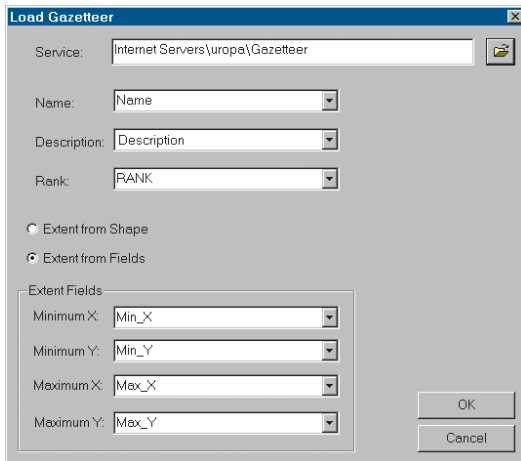 Load Gazetteer
Service: Internet Servers\uropa\Gazetteer
Name: Name
Description: Description
Rank: RANK
Extent from Shape
Extent from Fields
Extent Fields
Minimum X: Min_X
Minimum Y: Min_Y
Maximum X: Max_X
Maximum Y: Max_Y
OK
Cancel